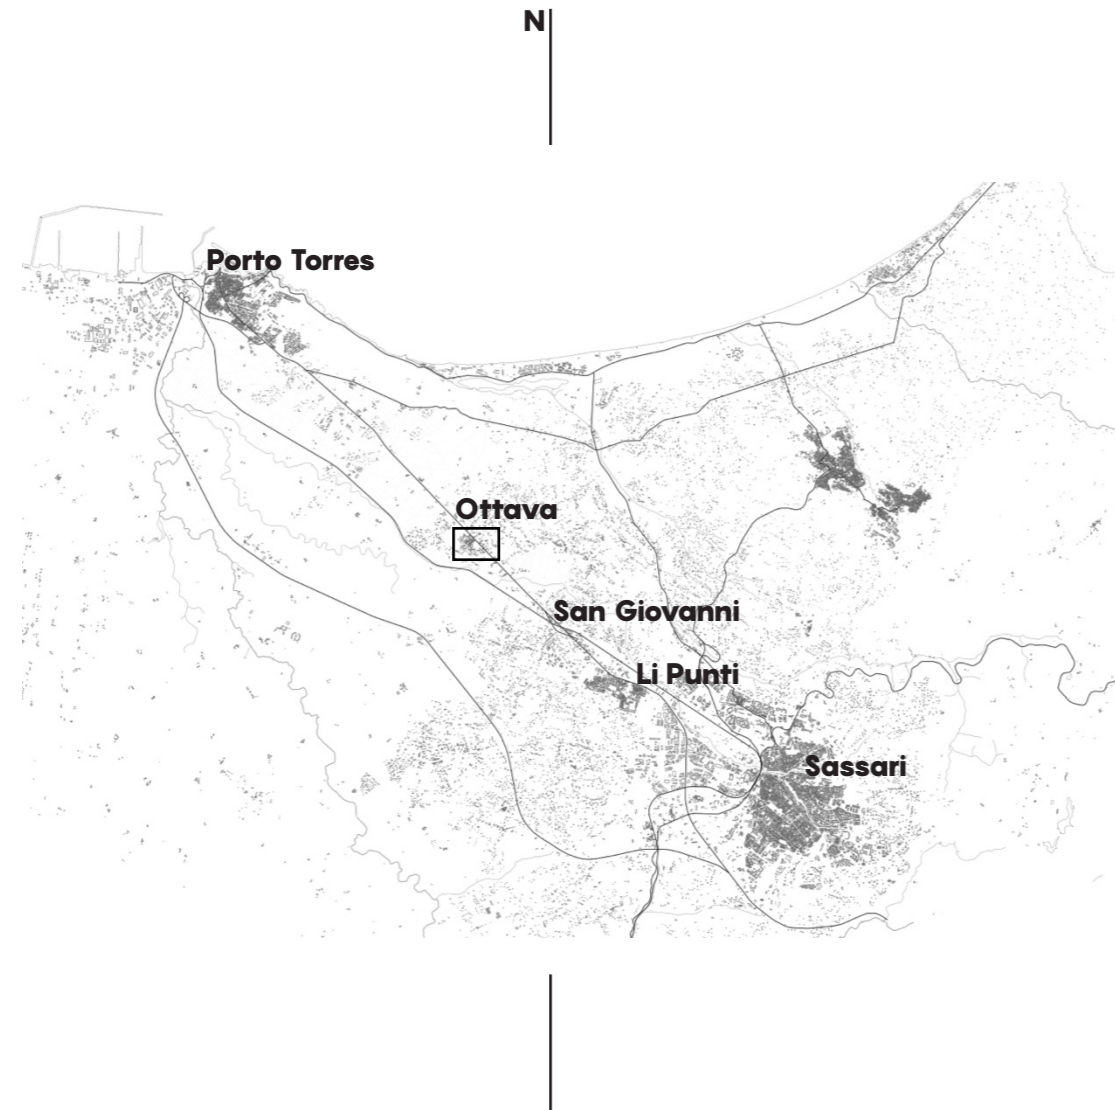 N
Porto Torres
Ottava
San Giovanni
Li Punti
Sassari